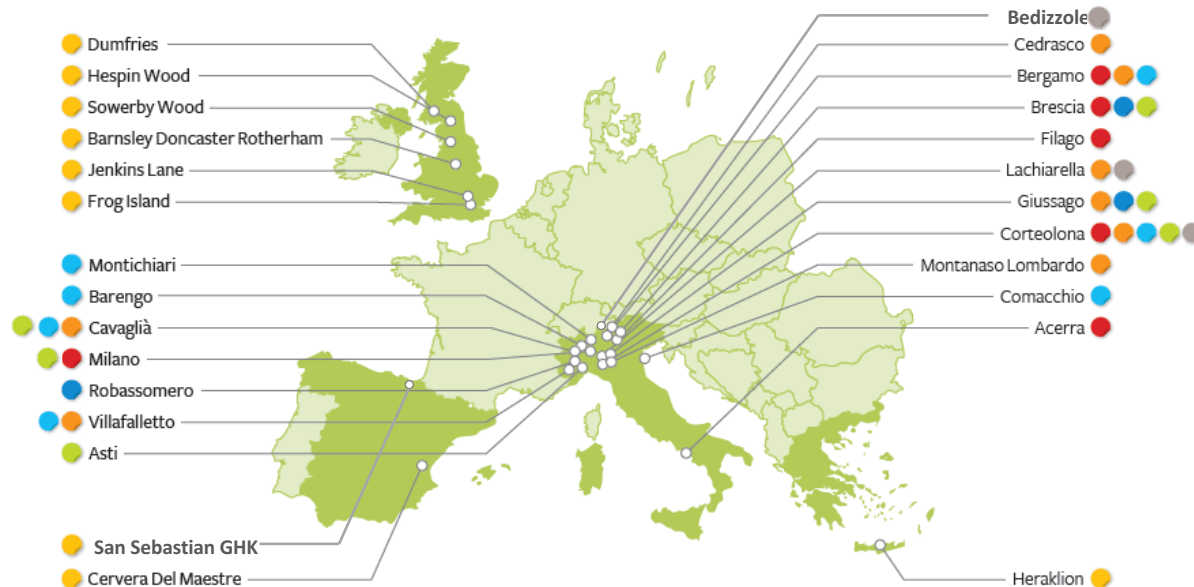 Dumfries
Hespin Wood
Sowerby Wood
Barnsley Doncaster Rotherham
Jenkins Lane
Frog Island
Montichiari
Barengo
Cavaglià
Milano
Robassomero
Villafalletto
Asti
San Sebastian GHK
Cervera Del Maestre
Bedizzole
Cedrasco
Bergamo
Brescia
Filago
Lachiarella
Giussago
Corteolona
Montanaso Lombardo
Comacchio
Acerra
Heraklion